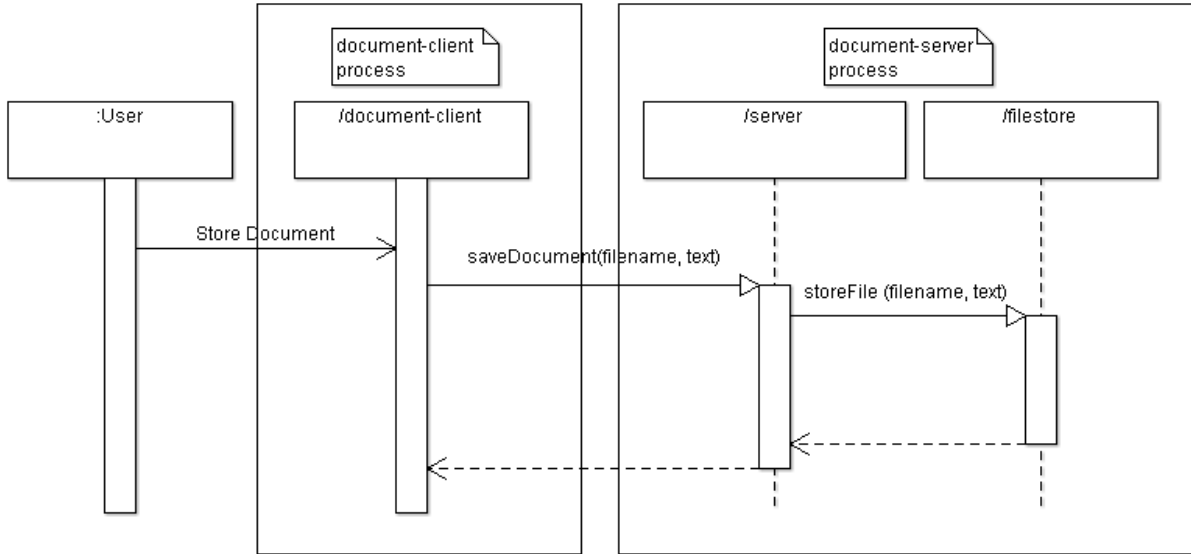 document-client
process
document-server
process
:User
/document-client
/server
/filestore
Store Document
saveDocument(filename, text)
storeFile (filename, text)